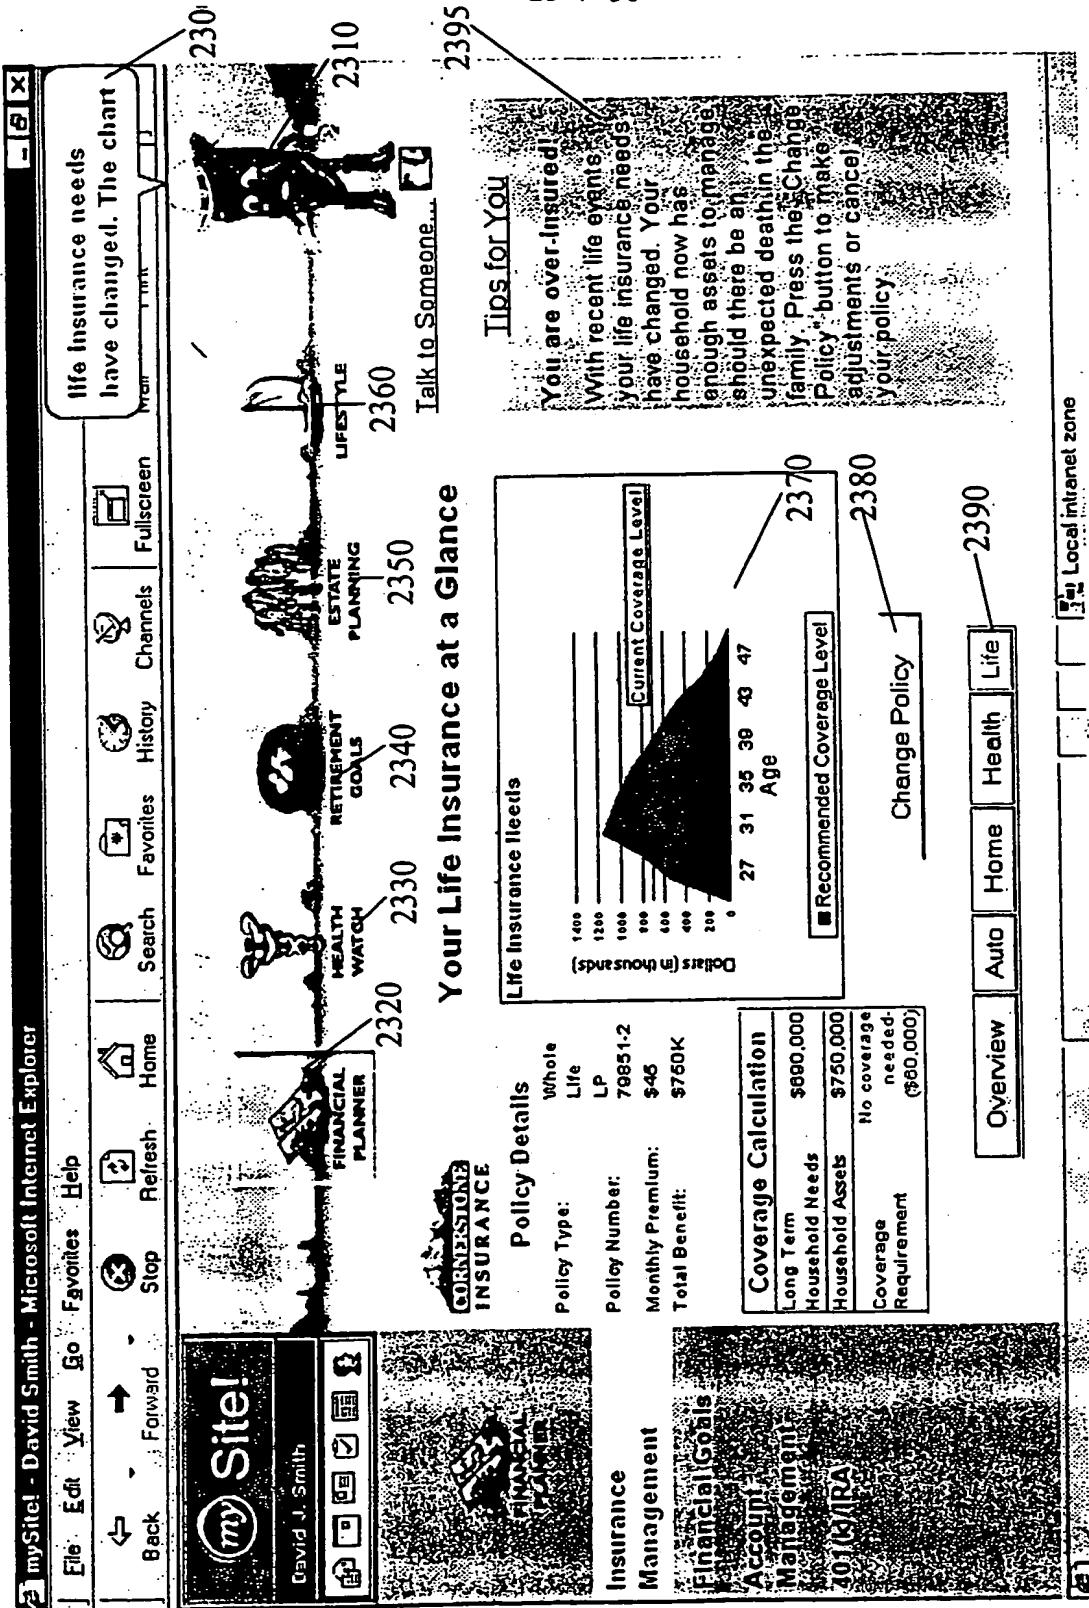 mySite! - David Smith - Microsoft Internet Explorer
File Edit View Go Favorites Help
Back Forward Stop Refresh Home Search Favorites History Channels Fullscreen
life insurance needs
have changed. The chart
230
2310
my Site!
David J. Smith
FINANCIAL
PLANNER
2320
HEALTH
WATCH
2330
RETIREMENT
GOALS
2340
ESTATE
PLANNING
2350
LIFESTYLE
2360
Talk to Someone...
FINANCIAL
PLANNER
Insurance
Management
Financial Goals
Account
Management
401(k)/IRA
CORNERSTONE
INSURANCE
Your Life Insurance at a Glance
Policy Details
Policy Type: Whole
Life
Policy Number: LP
79851-2
Monthly Premium: $45
Total Benefit: $750K
Coverage Calculation
Long Term
Household Needs $690,000
Household Assets $750,000
Coverage
Requirement
No coverage
needed-
($60,000)
Life Insurance Needs
Dollars (in thousands)
1400
1200
1000
800
600
400
200
0
Current Coverage Level
27 31 35 39 43 47
Age
Recommended Coverage Level
2370
Change Policy
2380
Overview Auto Home Health Life
2390
Tips for You
2395
You are over-insured!
With recent life events
your life insurance needs
have changed. Your
household now has
enough assets to manage
should there be an
unexpected death in the
family. Press the "Change
Policy" button to make
adjustments or cancel
your policy
Local intranet zone